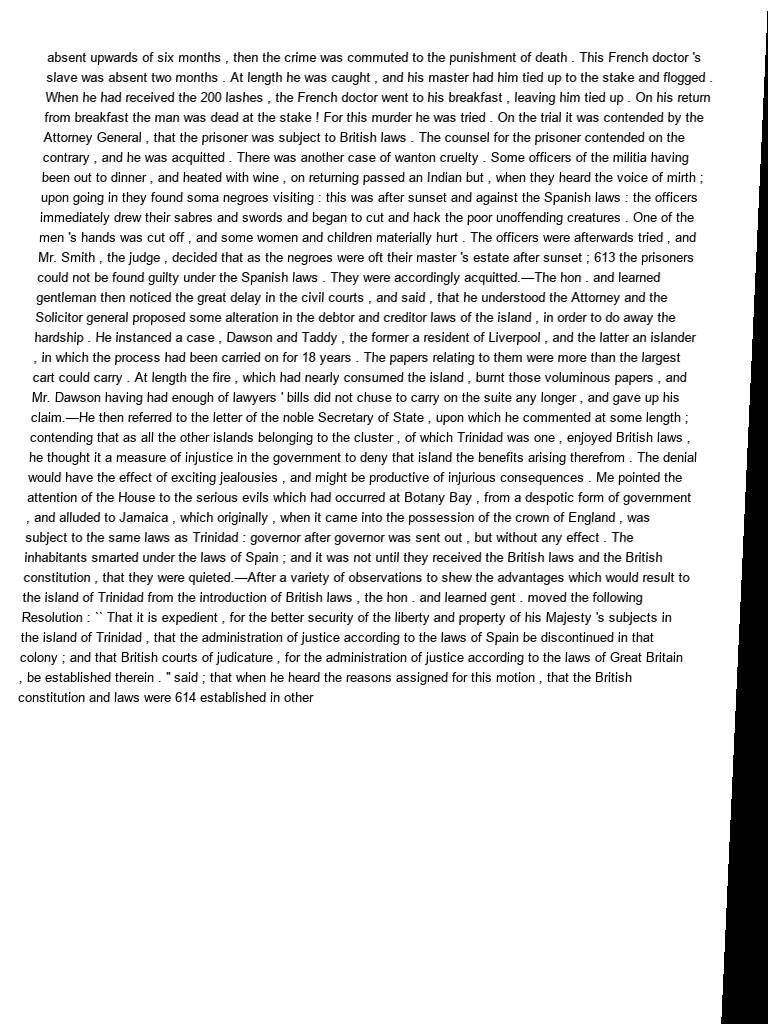 absent upwards of six months , then the crime was commuted to the punishment of death . This French doctor 's
slave was absent two months . At length he was caught , and his master had him tied up to the stake and flogged .
When he had received the 200 lashes , the French doctor went to his breakfast , leaving him tied up . On his return
from breakfast the man was dead at the stake ! For this murder he was tried . On the trial it was contended by the
Attorney General , that the prisoner was subject to British laws . The counsel for the prisoner contended on the
contrary , and he was acquitted . There was another case of wanton cruelty . Some officers of the militia having
been out to dinner , and heated with wine , on returning passed an Indian but , when they heard the voice of mirth ;
upon going in they found soma negroes visiting : this was after sunset and against the Spanish laws : the officers
immediately drew their sabres and swords and began to cut and hack the poor unoffending creatures . One of the
men 's hands was cut off , and some women and children materially hurt . The officers were afterwards tried , and
Mr. Smith , the judge , decided that as the negroes were oft their master 's estate after sunset ; 613 the prisoners
could not be found guilty under the Spanish laws . They were accordingly acquitted.—The hon . and learned
gentleman then noticed the great delay in the civil courts , and said , that he understood the Attorney and the
Solicitor general proposed some alteration in the debtor and creditor laws of the island , in order to do away the
hardship . He instanced a case , Dawson and Taddy , the former a resident of Liverpool , and the latter an islander
, in which the process had been carried on for 18 years . The papers relating to them were more than the largest
cart could carry . At length the fire , which had nearly consumed the island , burnt those voluminous papers , and
Mr. Dawson having had enough of lawyers ' bills did not chuse to carry on the suite any longer , and gave up his
claim.—He then referred to the letter of the noble Secretary of State , upon which he commented at some length ;
contending that as all the other islands belonging to the cluster , of which Trinidad was one , enjoyed British laws ,
he thought it a measure of injustice in the government to deny that island the benefits arising therefrom . The denial
would have the effect of exciting jealousies , and might be productive of injurious consequences . Me pointed the
attention of the House to the serious evils which had occurred at Botany Bay , from a despotic form of government
, and alluded to Jamaica , which originally , when it came into the possession of the crown of England , was
subject to the same laws as Trinidad : governor after governor was sent out , but without any effect . The
inhabitants smarted under the laws of Spain ; and it was not until they received the British laws and the British
constitution , that they were quieted.—After a variety of observations to shew the advantages which would result to
the island of Trinidad from the introduction of British laws , the hon . and learned gent . moved the following
Resolution : `` That it is expedient , for the better security of the liberty and property of his Majesty 's subjects in
the island of Trinidad , that the administration of justice according to the laws of Spain be discontinued in that
colony ; and that British courts of judicature , for the administration of justice according to the laws of Great Britain
, be established therein . '' said ; that when he heard the reasons assigned for this motion , that the British
constitution and laws were 614 established in other